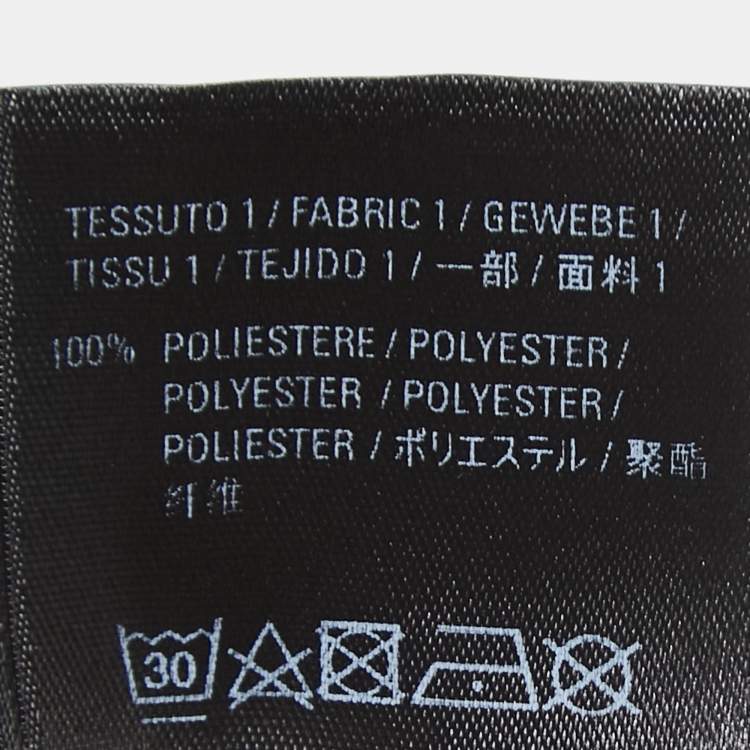 TESSUTO 1 / FABRIC 1 / GEWEBE 1 /
TISSU 1 / TEJIDO 1 / 一部 / 面料 1
100% POLIESTERE / POLYESTER /
POLYESTER / POLYESTER /
POLIESTER / ポリエステル / 聚酯
纤维
30